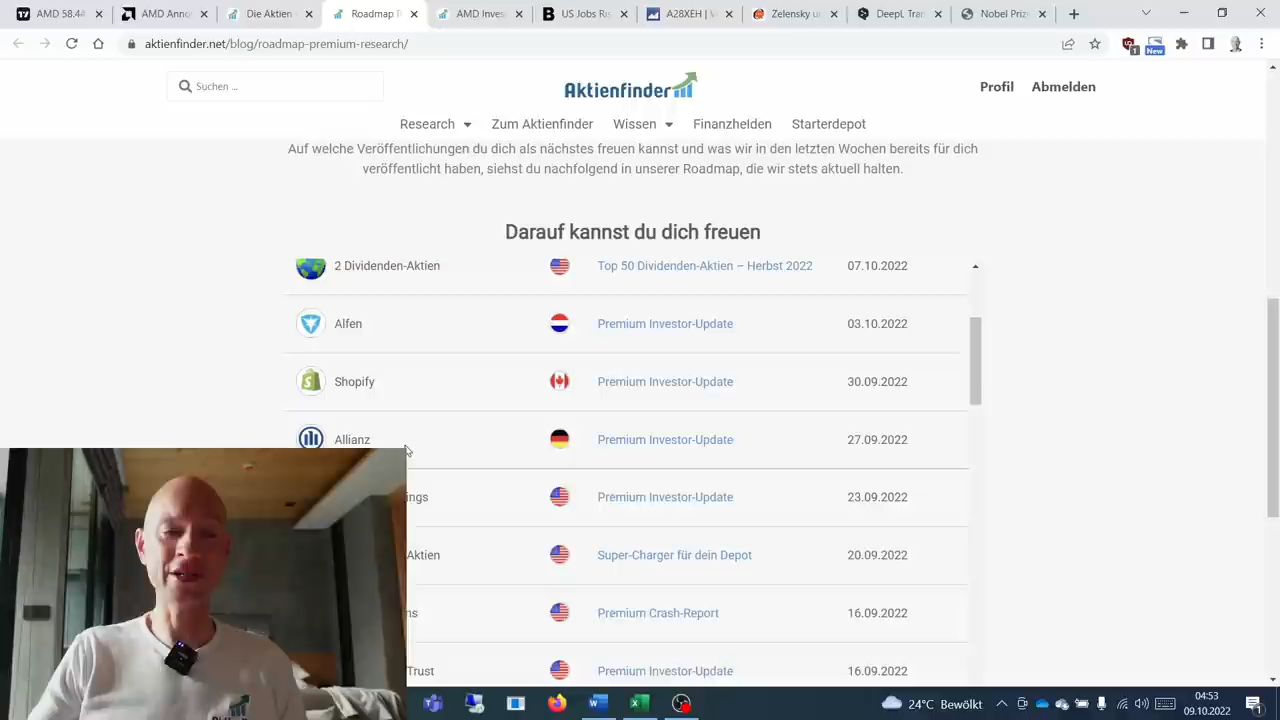 AMD 58.44
AMD Anno
Die Aktien
Roadmap T
AMD Inves
US Jobs Ris
A28XEH | V
Zelensky u
DeepL Tran
Nobel Priz
aktienfinder.net/blog/roadmap-premium-research/
New
1
Suchen ...
Aktienfinder
Profil
Abmelden
Research
Zum Aktienfinder
Wissen
Finanzhelden
Starterdepot
Auf welche Veröffentlichungen du dich als nächstes freuen kannst und was wir in den letzten Wochen bereits für dich
veröffentlicht haben, siehst du nachfolgend in unserer Roadmap, die wir stets aktuell halten.
Darauf kannst du dich freuen
2 Dividenden-Aktien Top 50 Dividenden-Aktien – Herbst 2022 07.10.2022
Alfen Premium Investor-Update 03.10.2022
Shopify Premium Investor-Update 30.09.2022
Allianz Premium Investor-Update 27.09.2022
ings Premium Investor-Update 23.09.2022
Aktien Super-Charger für dein Depot 20.09.2022
ns Premium Crash-Report 16.09.2022
Trust Premium Investor-Update 16.09.2022
24°C Bewölkt
04:53
09.10.2022
1